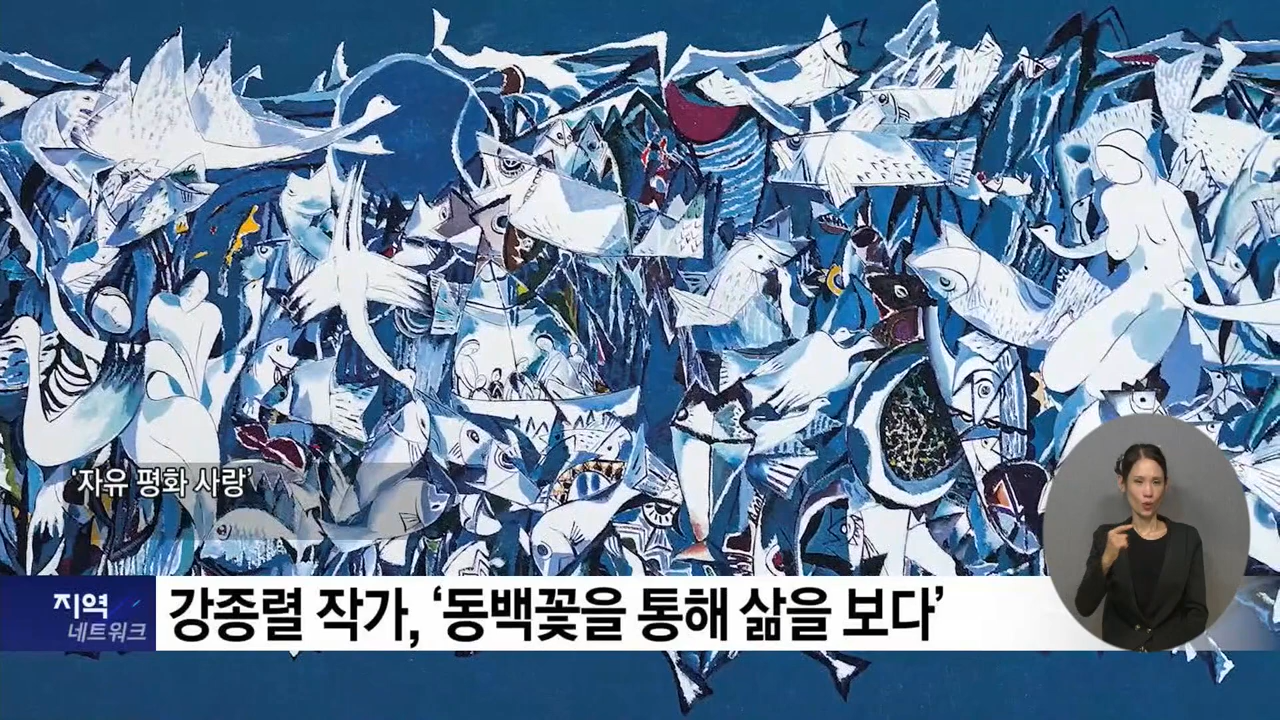 ‘자유 평화 사랑’
지역
네트워크
강종렬 작가, ‘동백꽃을 통해 삶을 보다’